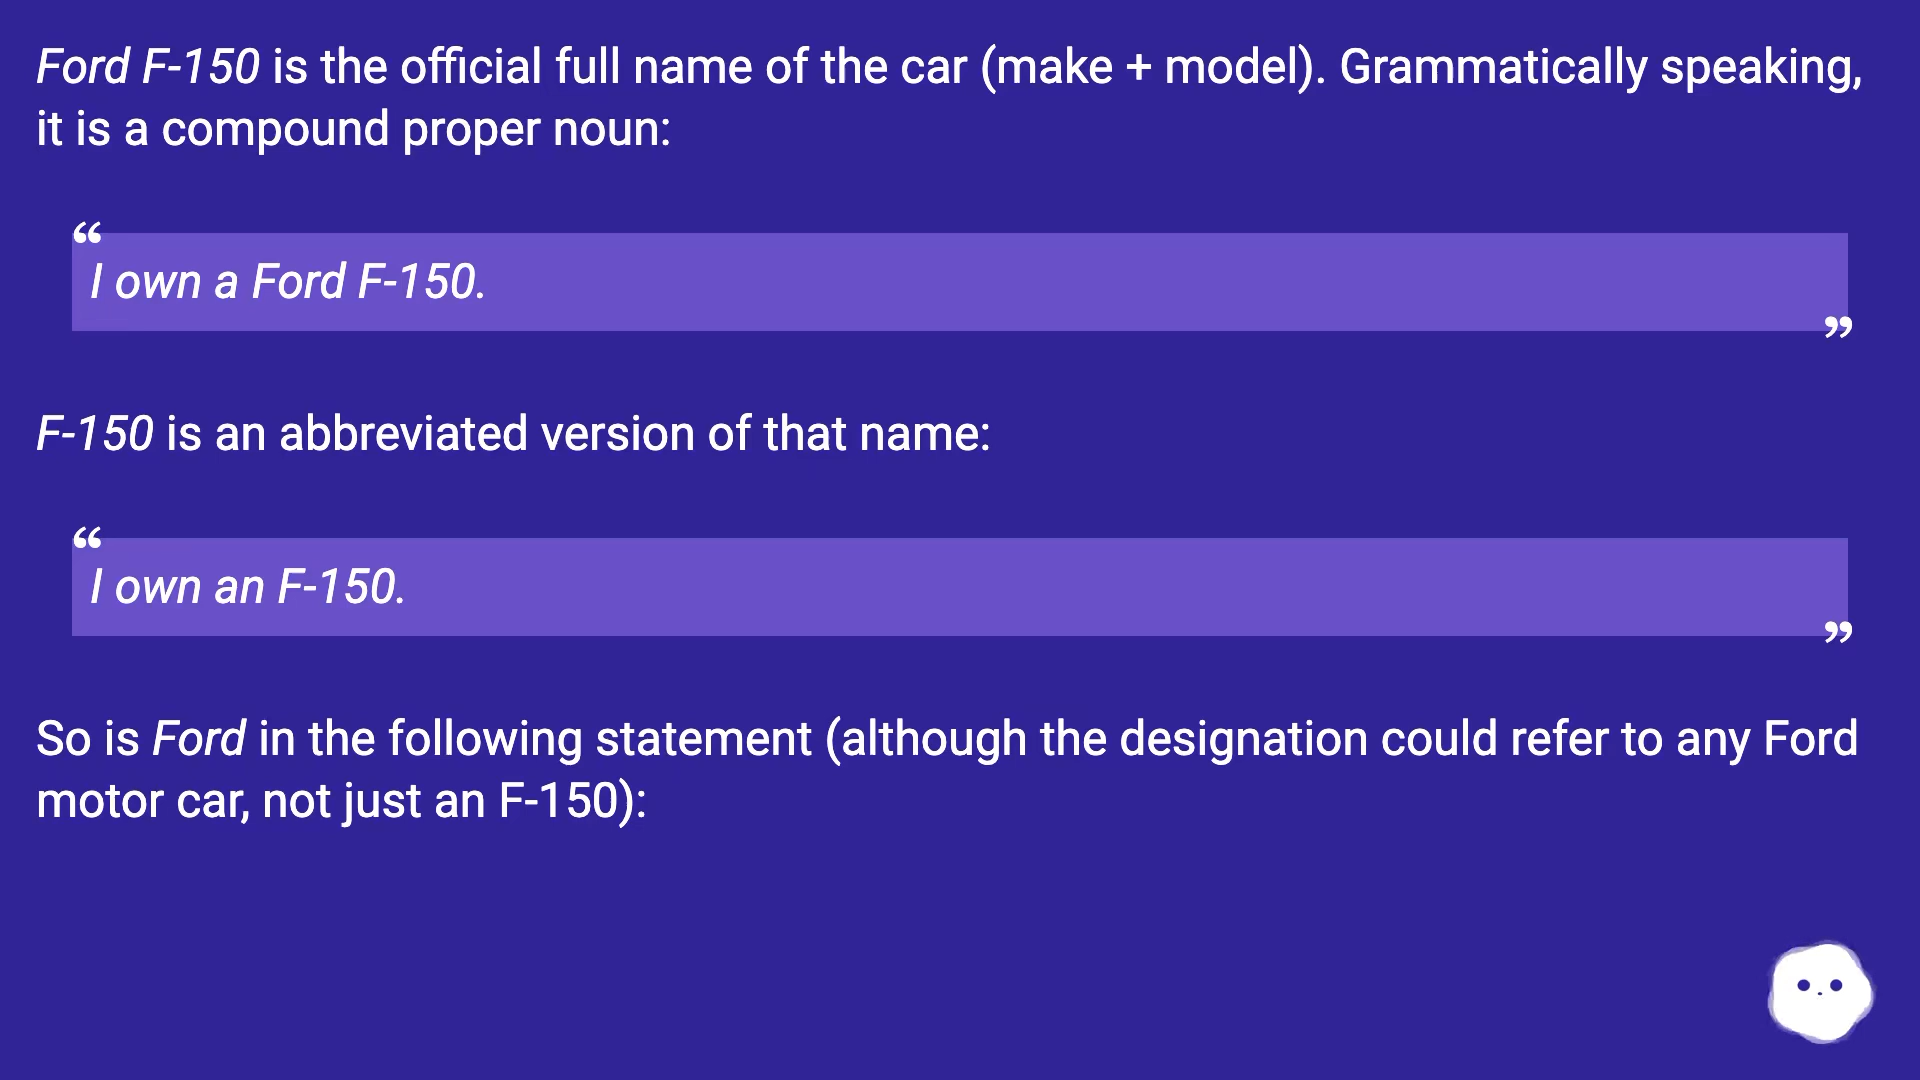 Ford F-150 is the official full name of the car (make + model). Grammatically speaking,
it is a compound proper noun:
“
I own a Ford F-150.
”
F-150 is an abbreviated version of that name:
“
I own an F-150.
”
So is Ford in the following statement (although the designation could refer to any Ford
motor car, not just an F-150):